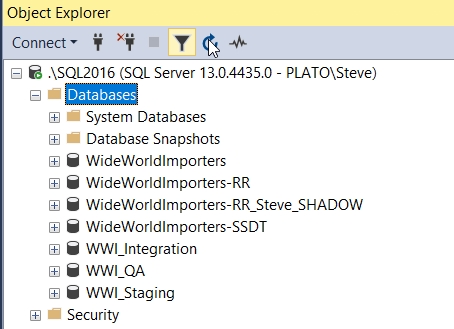 Object Explorer
Connect
.\SQL2016 (SQL Server 13.0.4435.0 - PLATO\Steve)
Databases
System Databases
Database Snapshots
WideWorldImporters
WideWorldImporters-RR
WideWorldImporters-RR_Steve_SHADOW
WideWorldImporters-SSDT
WWI_Integration
WWI_QA
WWI_Staging
Security